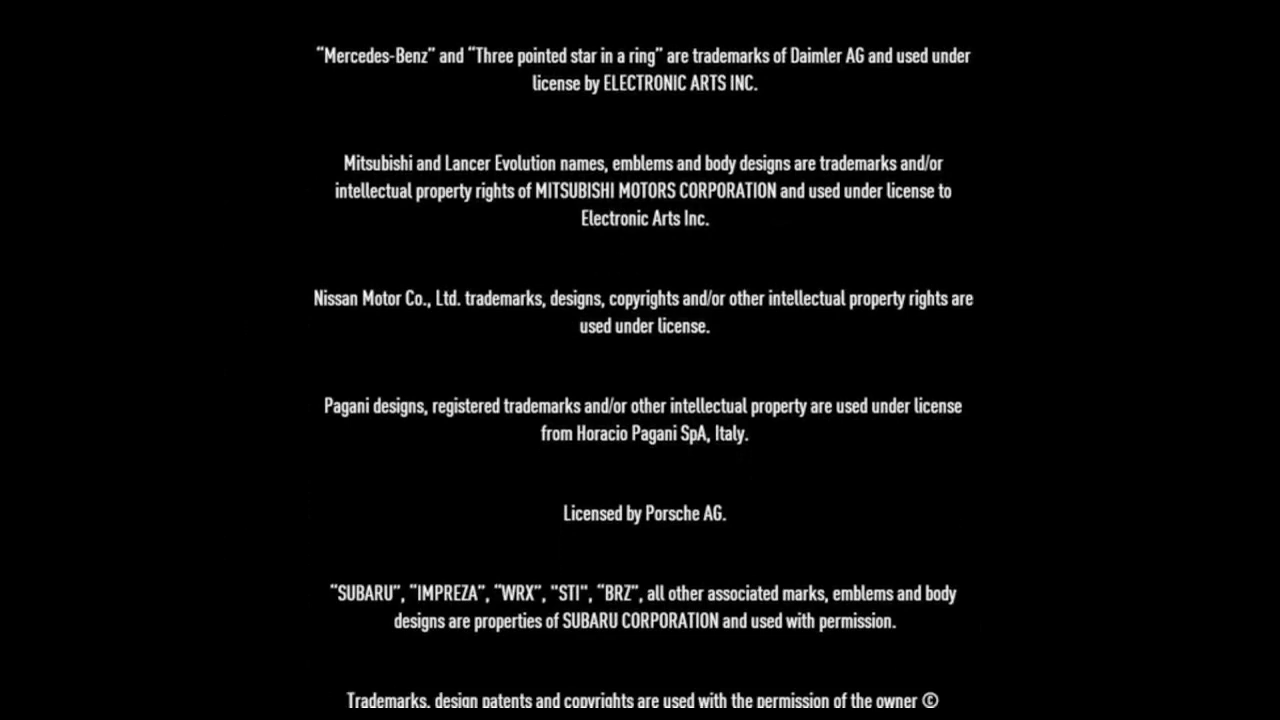 “Mercedes-Benz” and “Three pointed star in a ring” are trademarks of Daimler AG and used under
license by ELECTRONIC ARTS INC.
Mitsubishi and Lancer Evolution names, emblems and body designs are trademarks and/or
intellectual property rights of MITSUBISHI MOTORS CORPORATION and used under license to
Electronic Arts Inc.
Nissan Motor Co., Ltd. trademarks, designs, copyrights and/or other intellectual property rights are
used under license.
Pagani designs, registered trademarks and/or other intellectual property are used under license
from Horacio Pagani SpA, Italy.
Licensed by Porsche AG.
“SUBARU”, “IMPREZA”, “WRX”, "STI", “BRZ”, all other associated marks, emblems and body
designs are properties of SUBARU CORPORATION and used with permission.
Trademarks, design patents and copyrights are used with the permission of the owner ©